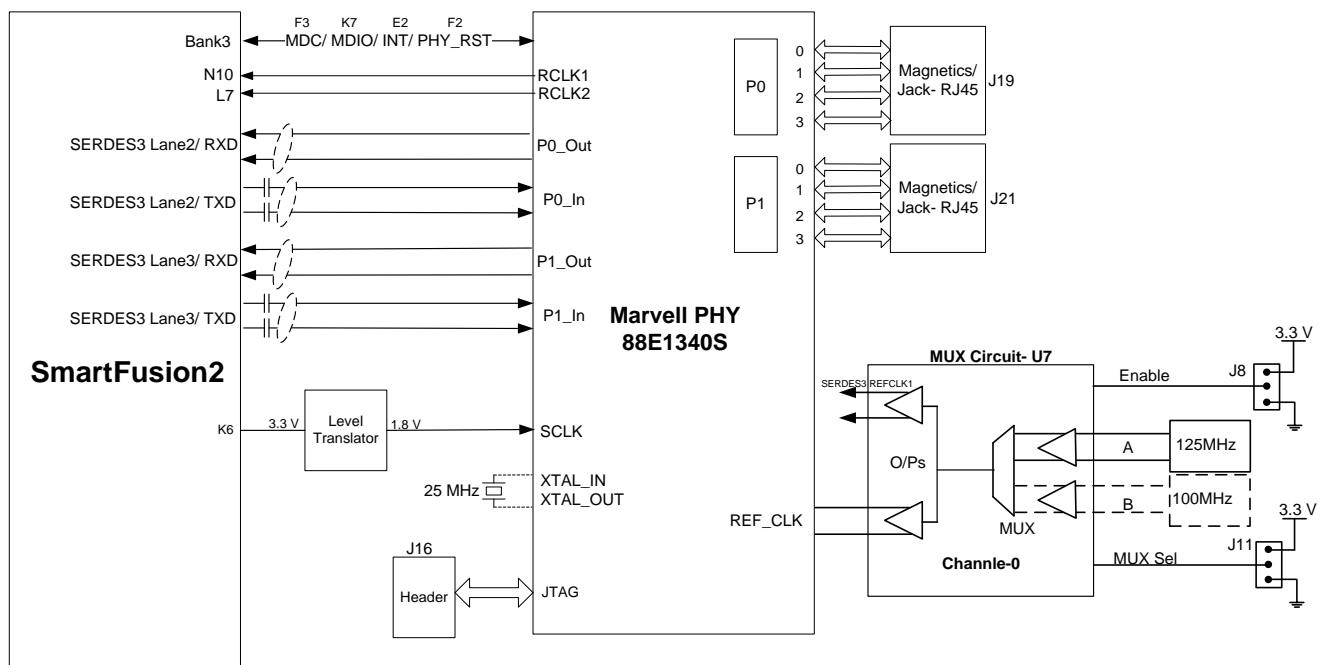 F3 K7 E2 F2
Bank3 MDC/ MDIO/ INT/ PHY_RST
N10 RCLK1
L7 RCLK2
SERDES3 Lane2/ RXD P0_Out
SERDES3 Lane2/ TXD P0_In
SERDES3 Lane3/ RXD P1_Out
SERDES3 Lane3/ TXD P1_In
SmartFusion2
K6 3.3 V
Level
Translator
1.8 V SCLK
25 MHz
XTAL_IN
XTAL_OUT
J16
Header
JTAG
Marvell PHY
88E1340S
REF_CLK
P0
0
1
2
3
Magnetics/
Jack- RJ45
J19
P1
0
1
2
3
Magnetics/
Jack- RJ45
J21
MUX Circuit- U7
SERDES3 REFCLK1
O/Ps
MUX
Channle-0
Enable
J8
3.3 V
A
125MHz
B
100MHz
MUX Sel
J11
3.3 V